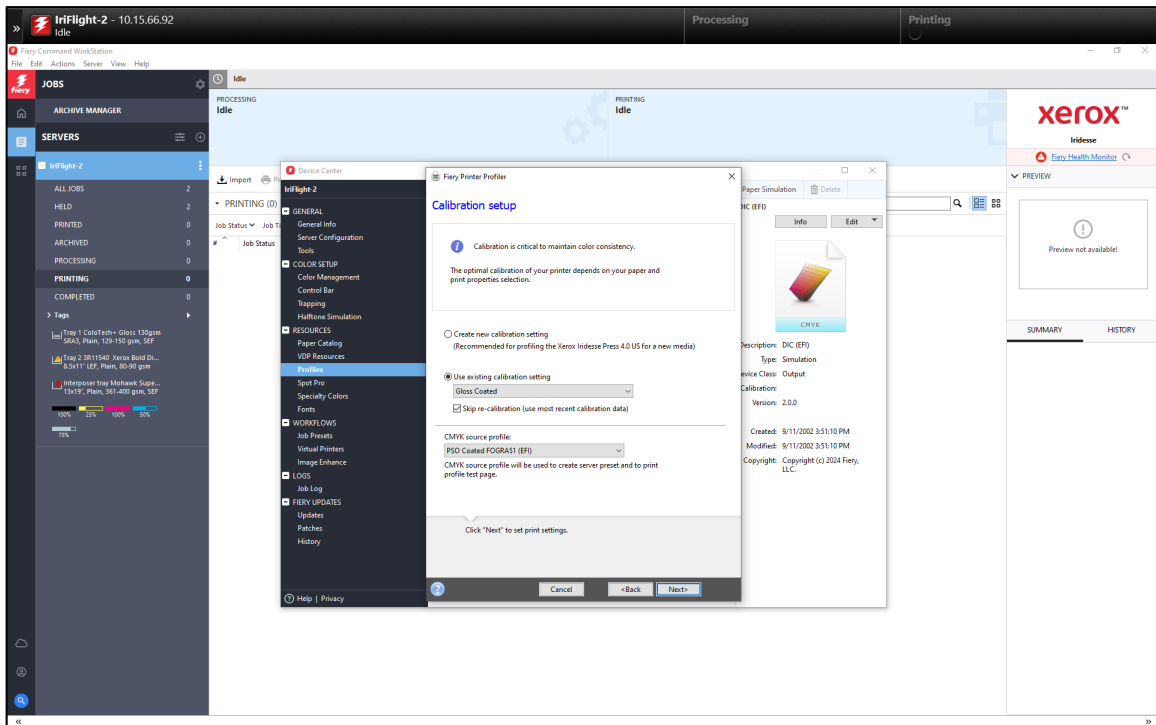 » IriFlight-2 - 10.15.66.92
Idle
Processing
Printing
Fiery Command WorkStation
File Edit Actions Server View Help
fiery
JOBS
Idle
ARCHIVE MANAGER
SERVERS
IriFlight-2
ALL JOBS 2
HELD 2
PRINTED 0
ARCHIVED 0
PROCESSING 0
PRINTING 0
COMPLETED 0
> Tags
Tray 1 ColoTech+ Gloss 130gsm
SRA3, Plain, 129-150 gsm, SEF
Tray 2 3R11540 Xerox Bold Di...
8.5x11" LEF, Plain, 80-90 gsm
Interposer tray Mohawk Supe...
13x19", Plain, 361-400 gsm, SEF
100% 25% 100% 50%
75%
PROCESSING
Idle
PRINTING
Idle
Import
PRINTING (0)
Job Status
# Job Status
Device Center
IriFlight-2
GENERAL
General Info
Server Configuration
Tools
COLOR SETUP
Color Management
Control Bar
Trapping
Halftone Simulation
RESOURCES
Paper Catalog
VDP Resources
Profiles
Spot Pro
Specialty Colors
Fonts
WORKFLOWS
Job Presets
Virtual Printers
Image Enhance
LOGS
Job Log
FIERY UPDATES
Updates
Patches
History
Help | Privacy
Fiery Printer Profiler
Calibration setup
Calibration is critical to maintain color consistency.
The optimal calibration of your printer depends on your paper and
print properties selection.
Create new calibration setting
(Recommended for profiling the Xerox Iridesse Press 4.0 US for a new media)
Use existing calibration setting
Gloss Coated
Skip re-calibration (use most recent calibration data)
CMYK source profile:
PSO Coated FOGRA51 (EFI)
CMYK source profile will be used to create server preset and to print
profile test page.
Click "Next" to set print settings.
Cancel <Back Next>
Paper Simulation Delete
DIC (EFI)
Info Edit
CMYK
Description: DIC (EFI)
Type: Simulation
Device Class: Output
Calibration:
Version: 2.0.0
Created: 9/11/2002 3:51:10 PM
Modified: 9/11/2002 3:51:10 PM
Copyright: Copyright (c) 2024 Fiery,
LLC.
xerox™
Iridesse
Fiery Health Monitor
PREVIEW
Preview not available!
SUMMARY HISTORY
« »